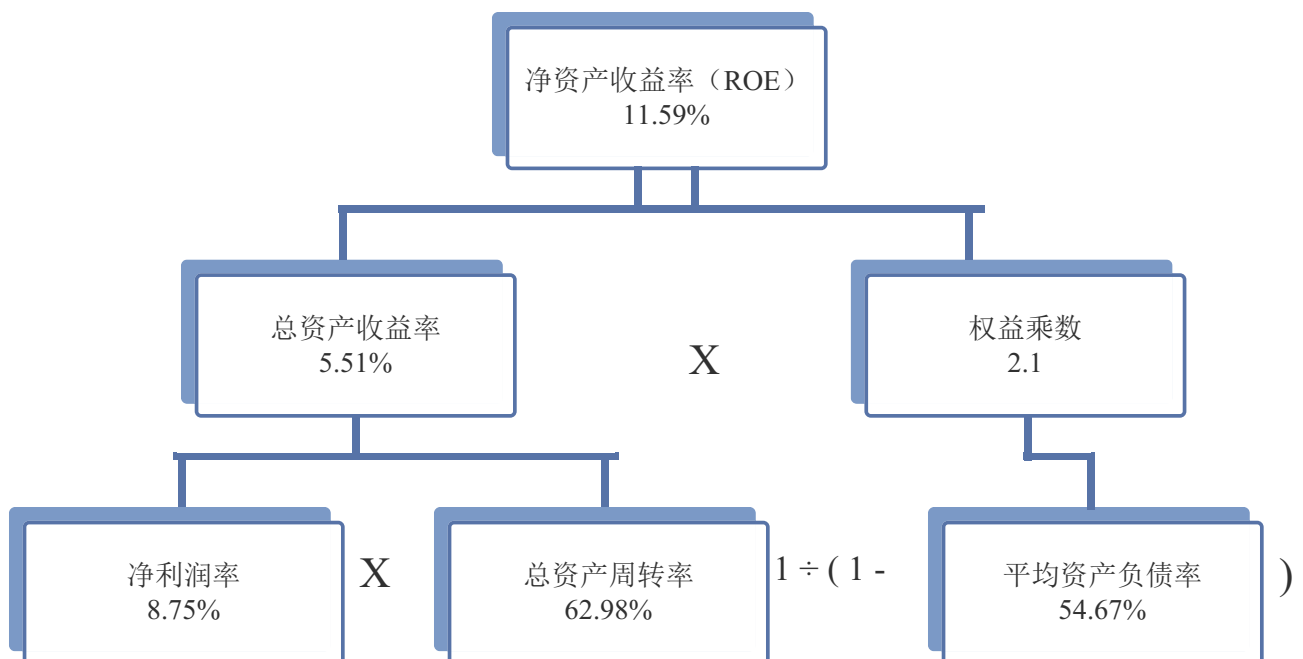 净资产收益率（ROE）
11.59%
总资产收益率
5.51%
X
权益乘数
2.1
净利润率
8.75%
X
总资产周转率
62.98%
1 ÷ ( 1 -
平均资产负债率
54.67%
)